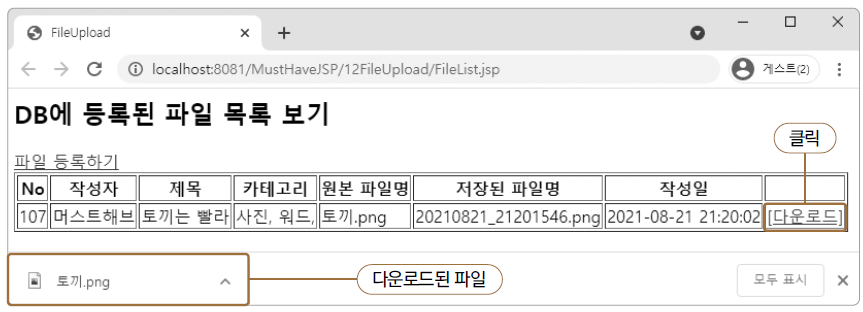 FileUpload
localhost:8081/MustHaveJSP/12FileUpload/FileList.jsp
게스트(2)
DB에 등록된 파일 목록 보기
클릭
파일 등록하기
No 작성자 제목 카테고리 원본 파일명 저장된 파일명 작성일
107 머스트해브 토끼는 빨라 사진, 워드, 토끼.png 20210821_21201546.png 2021-08-21 21:20:02 [다운로드]
토끼.png
다운로드된 파일
모두 표시